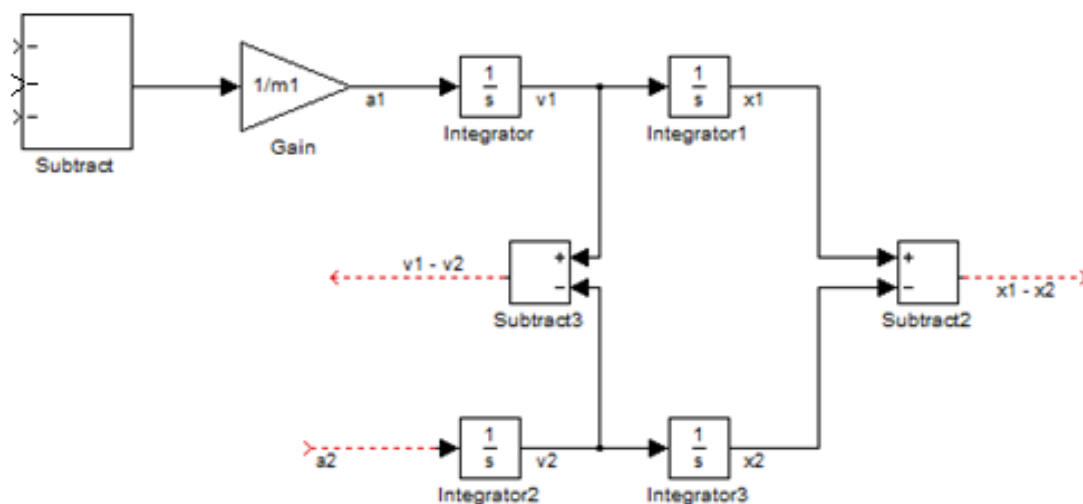 −
−
−
Subtract
1/m1
Gain
a1
1
s
Integrator
v1
1
s
Integrator1
x1
v1 - v2
+
−
Subtract3
+
−
Subtract2
x1 - x2
a2
1
s
Integrator2
v2
1
s
Integrator3
x2